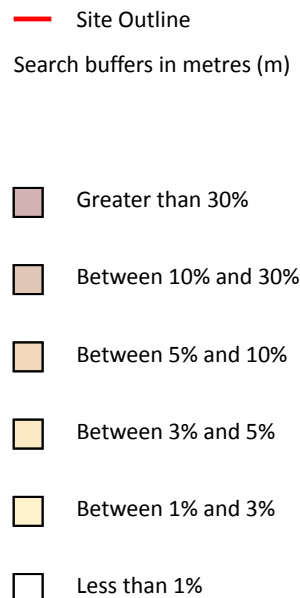 Site Outline
Search buffers in metres (m)
Greater than 30%
Between 10% and 30%
Between 5% and 10%
Between 3% and 5%
Between 1% and 3%
Less than 1%